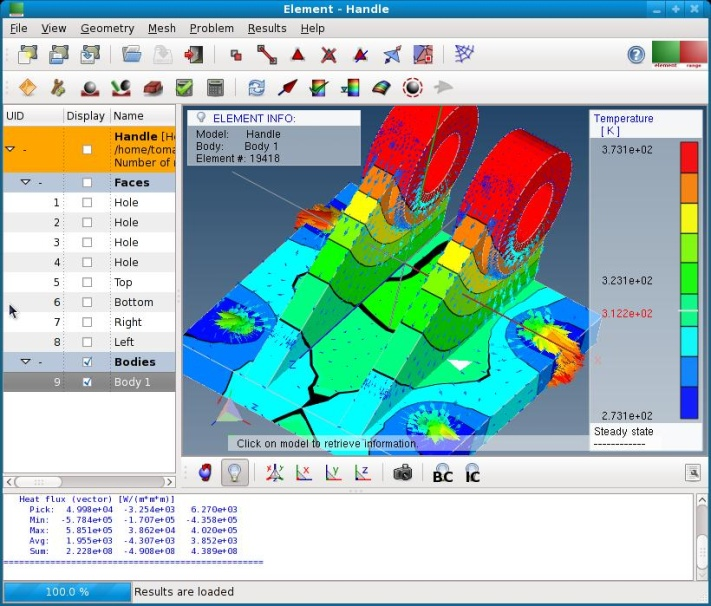 Element - Handle
File View Geometry Mesh Problem Results Help
element range
UID Display Name
- Handle
/home/toma
Number of
- Faces
1 Hole
2 Hole
3 Hole
4 Hole
5 Top
6 Bottom
7 Right
8 Left
- Bodies
9 Body 1
ELEMENT INFO:
Model: Handle
Body: Body 1
Element #: 19418
Temperature
[ K ]
3.731e+02
3.231e+02
3.122e+02
2.731e+02
Steady state
------------
X
Z
z
Click on model to retrieve information.
x y z
x
y
z
BC IC
Heat flux (vector) [W/(m*m*m)]
Pick: 4.998e+04 -3.254e+03 6.270e+03
Min: -5.784e+05 -1.707e+05 -4.358e+05
Max: 5.851e+05 3.862e+04 4.020e+05
Avg: 1.955e+03 -4.307e+03 3.852e+03
Sum: 2.228e+08 -4.908e+08 4.389e+08
100.0 % Results are loaded